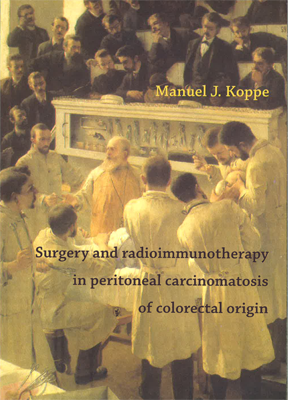 Manuel J. Koppe
Surgery and radioimmunotherapy
in peritoneal carcinomatosis
of colorectal origin